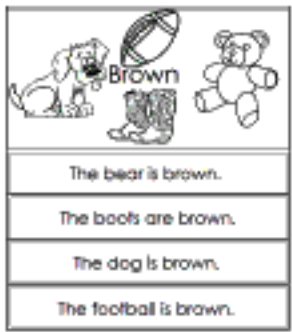 Brown
The bear is brown.
The boots are brown.
The dog is brown.
The football is brown.